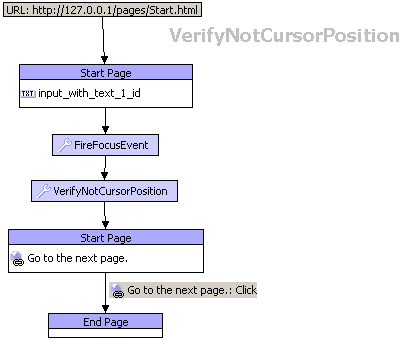 URL: http://127.0.0.1/pages/Start.html
VerifyNotCursorPosition
Start Page
TXT input_with_text_1_id
FireFocusEvent
VerifyNotCursorPosition
Start Page
Go to the next page.
Go to the next page.: Click
End Page